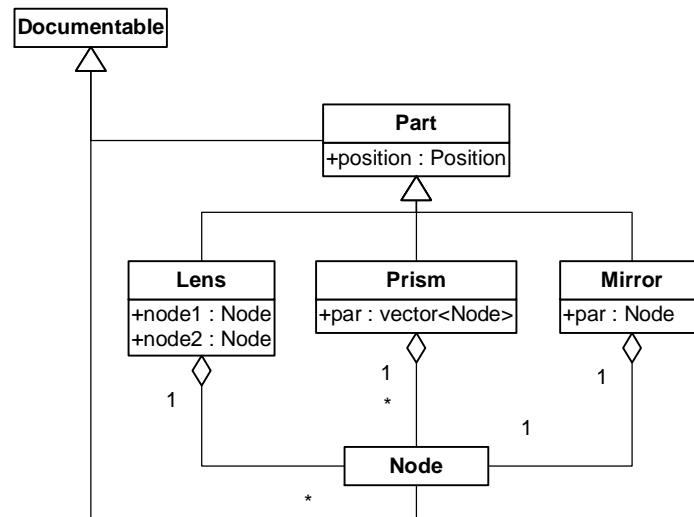 Documentable
Part
+position : Position
Lens
+node1 : Node
+node2 : Node
Prism
+par : vector<Node>
Mirror
+par : Node
1
1
1
*
1
Node
*